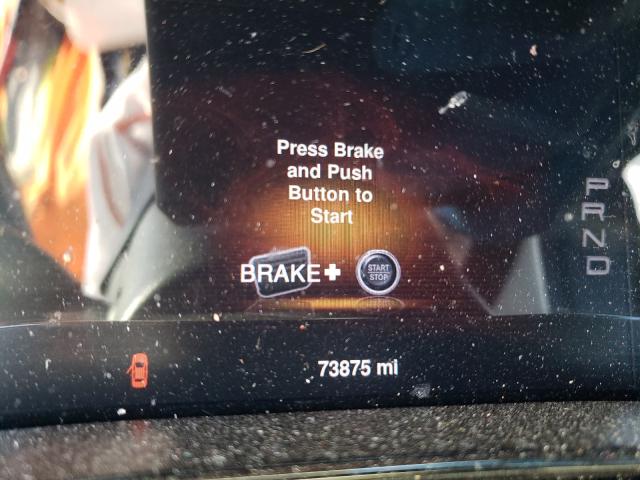 Press Brake
and Push
Button to
Start
BRAKE+
START
STOP
P
R
N
D
73875 mi